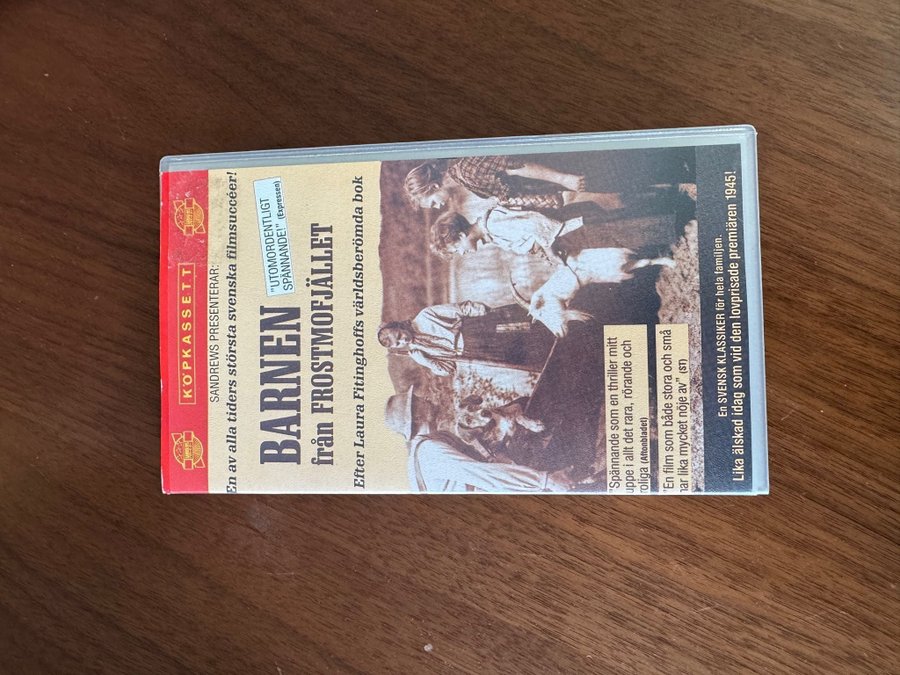 KÖPKASSETT
SANDREWS PRESENTERAR:
En av alla tiders största svenska filmsuccéer!
"UTOMORDENTLIGT
SPÄNNANDE!" (Expressen)
BARNEN
från FROSTMOFJÄLLET
Efter Laura Fitinghoffs världsberömda bok
"Spännande som en thriller mitt
uppe i allt det rara, rörande och
roliga (Aftonbladet)
"En film som både stora och små
har lika mycket nöje av" (ST)
En SVENSK KLASSIKER för hela familjen.
Lika älskad idag som vid den lovprisade premiären 1945!